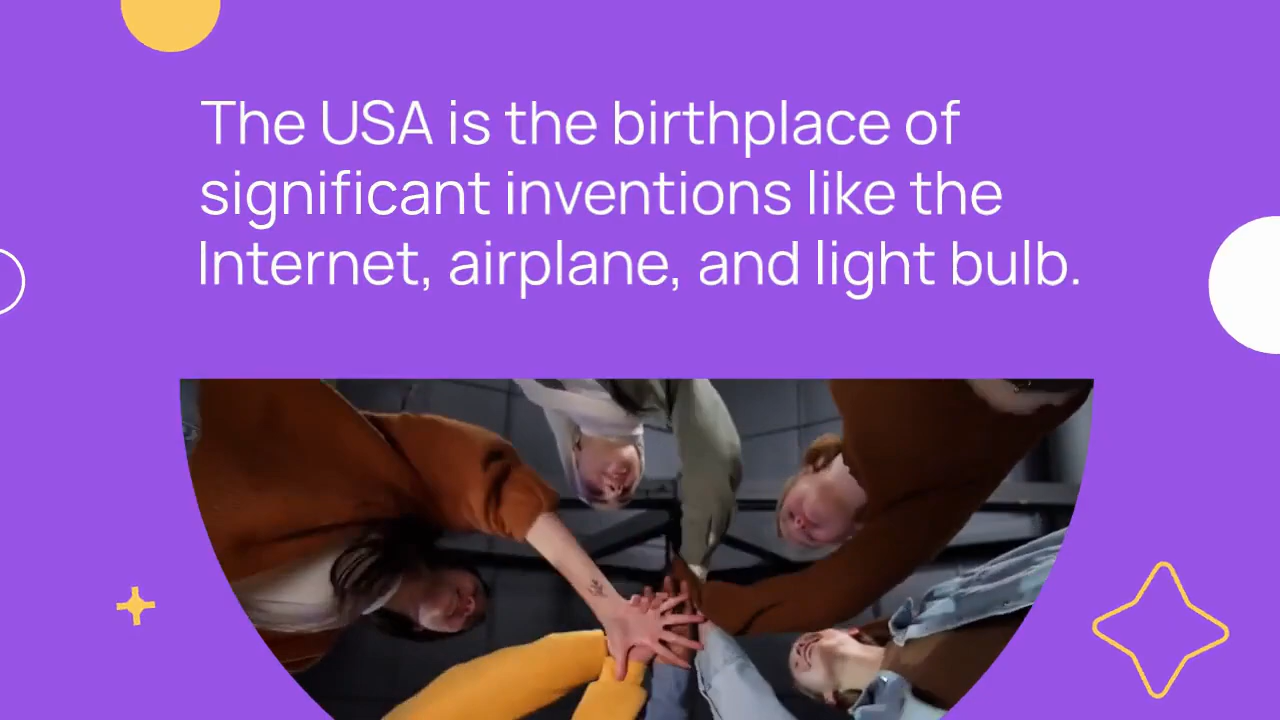 The USA is the birthplace of
significant inventions like the
Internet, airplane, and light bulb.